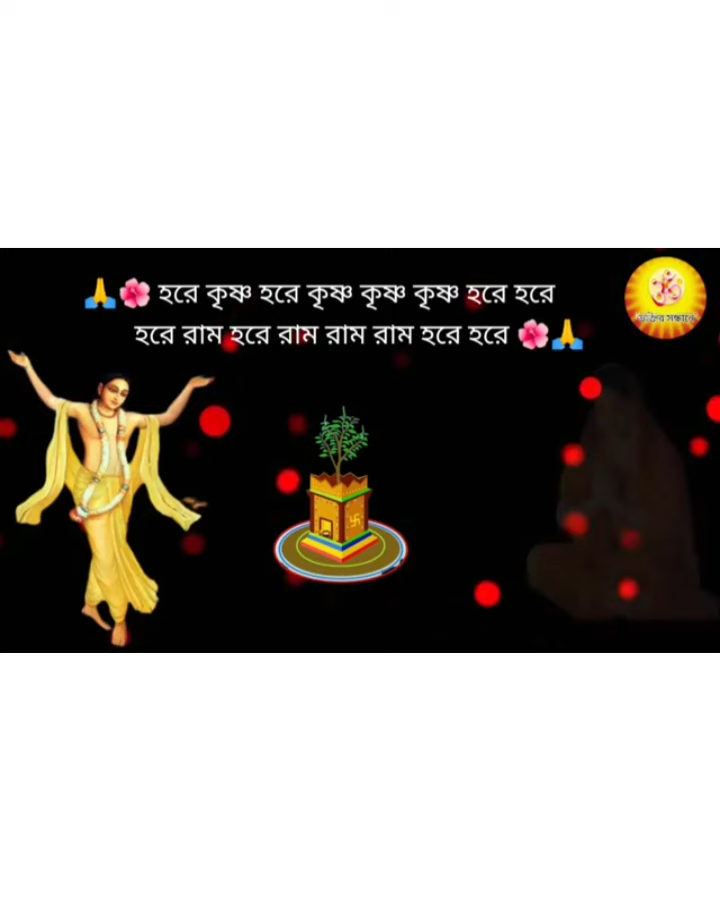 🙏🌺 হরে কৃষ্ণ হরে কৃষ্ণ কৃষ্ণ কৃষ্ণ হরে হরে
হরে রাম হরে রাম রাম রাম হরে হরে 🌺🙏
ॐ